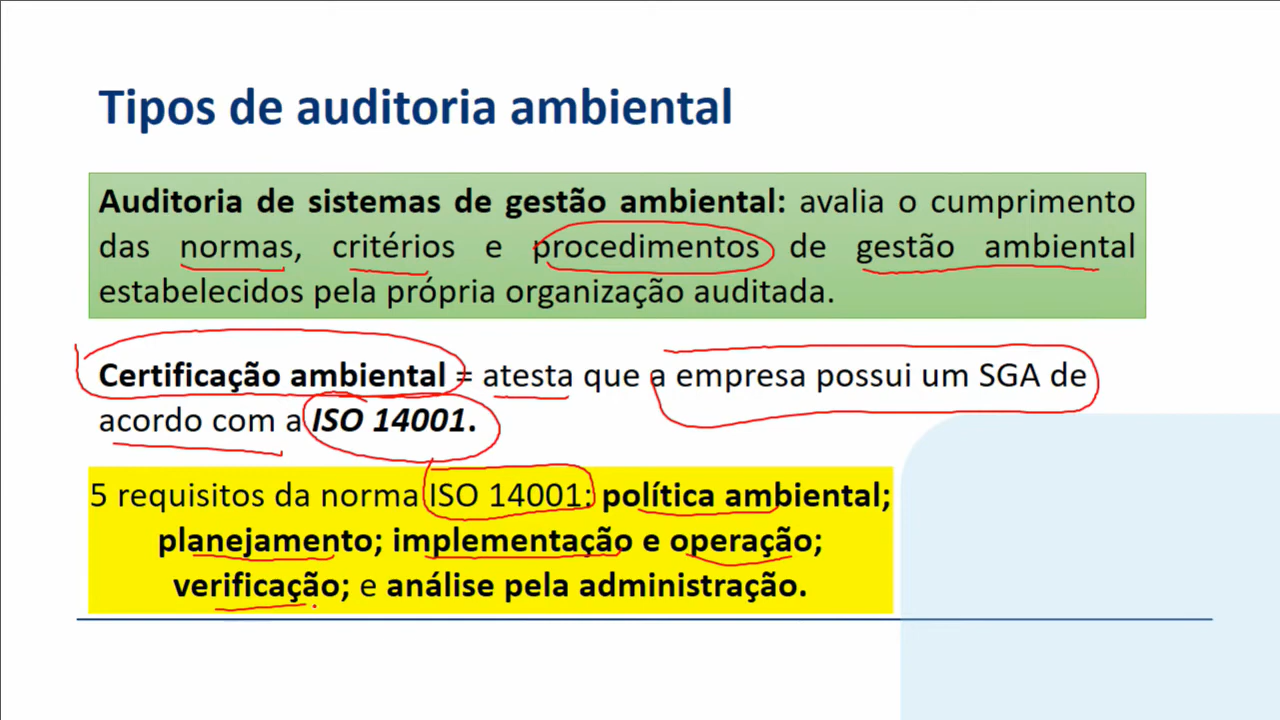 Tipos de auditoria ambiental
Auditoria de sistemas de gestão ambiental: avalia o cumprimento
das normas, critérios e procedimentos de gestão ambiental
estabelecidos pela própria organização auditada.
Certificação ambiental = atesta que a empresa possui um SGA de
acordo com a ISO 14001.
5 requisitos da norma ISO 14001: política ambiental;
planejamento; implementação e operação;
verificação; e análise pela administração.